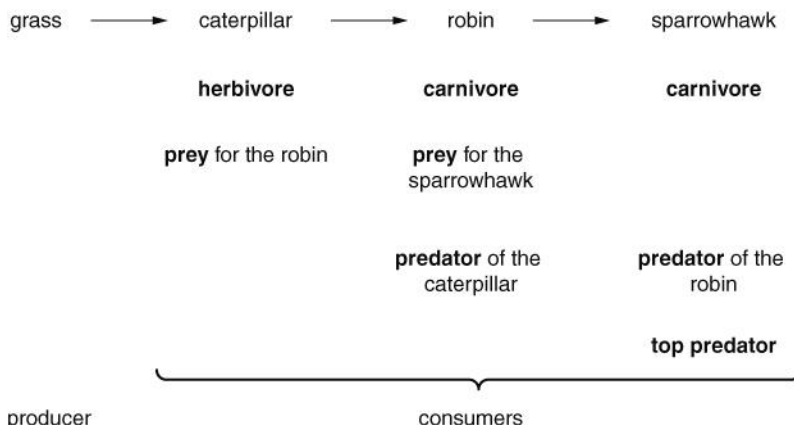 grass caterpillar robin sparrowhawk
herbivore carnivore carnivore
prey for the robin prey for the
sparrowhawk
predator of the predator of the
caterpillar robin
top predator
producer consumers